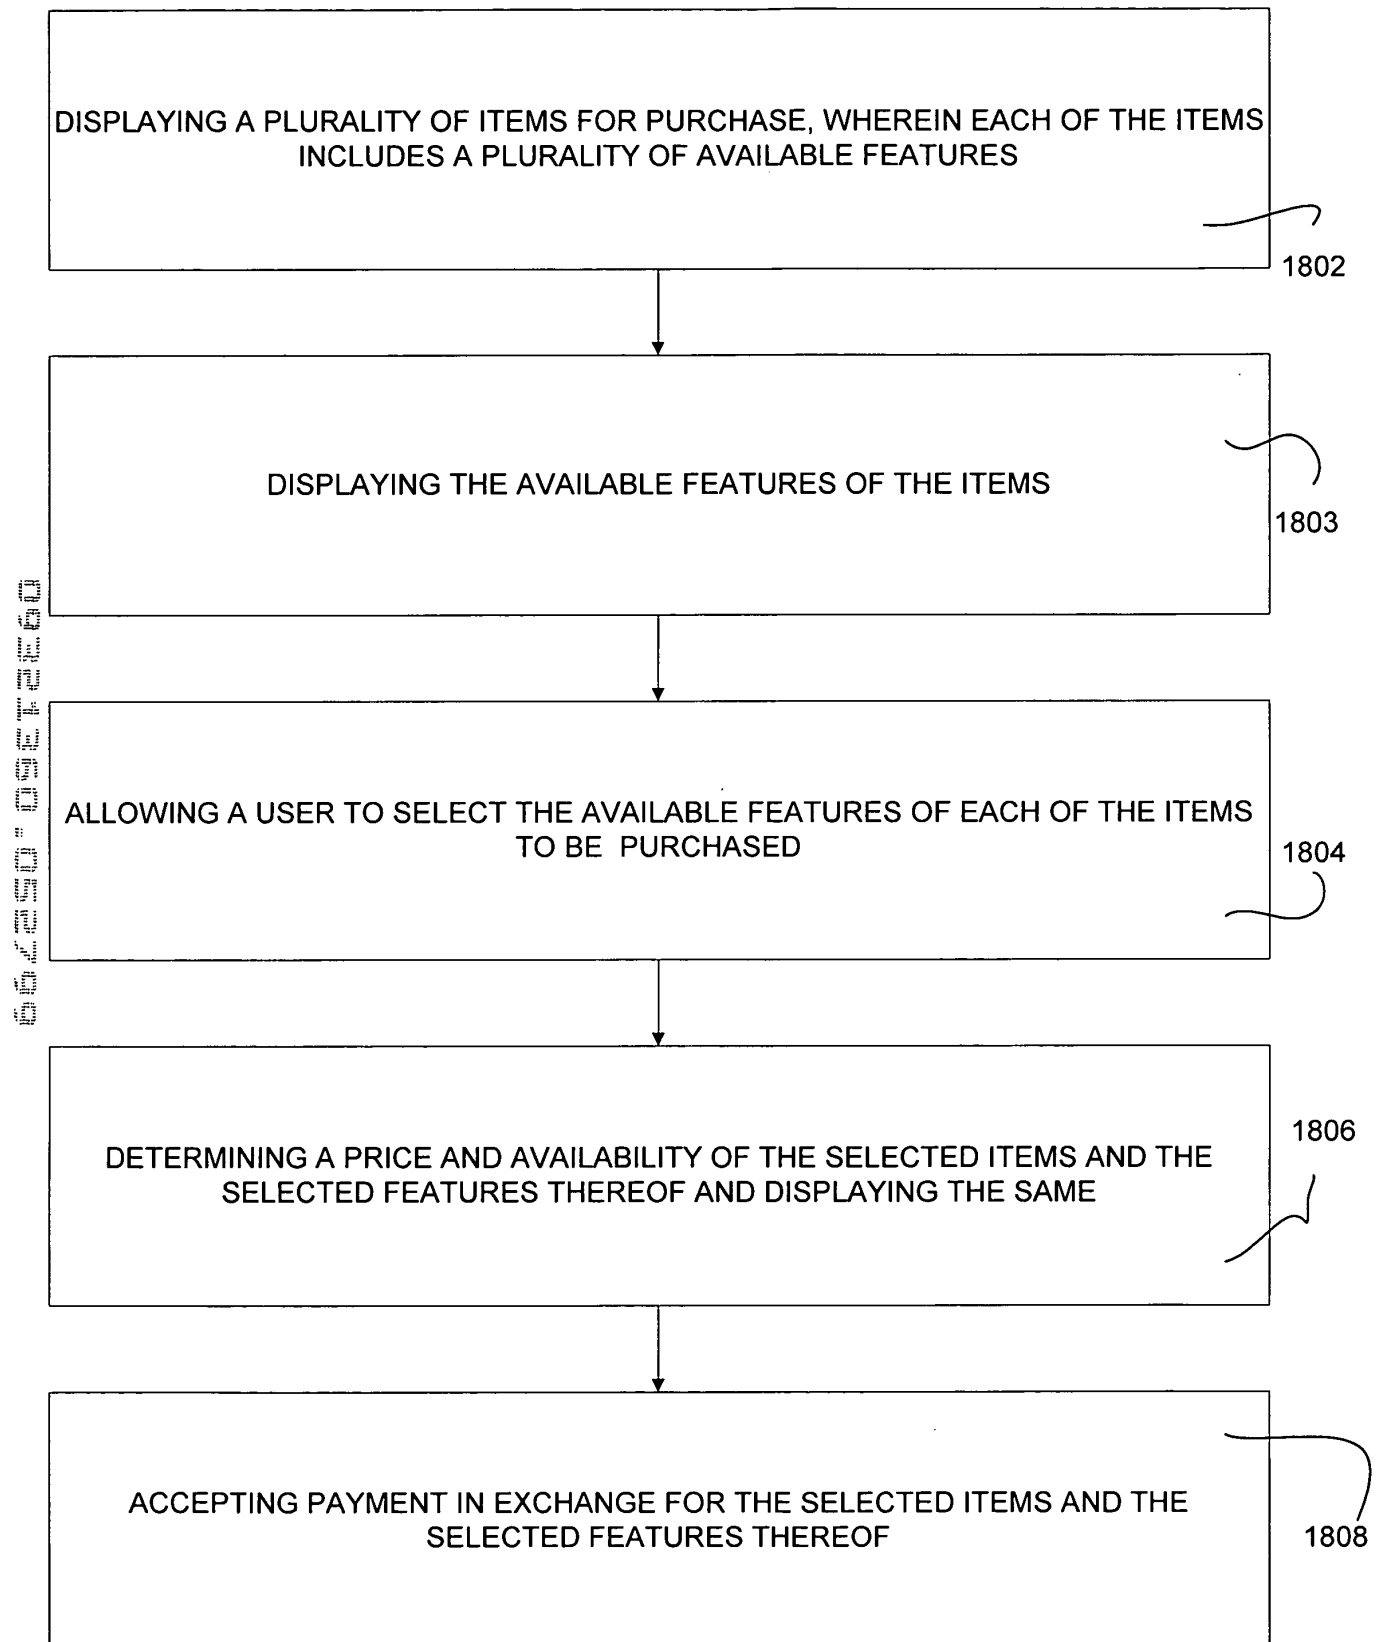 DISPLAYING A PLURALITY OF ITEMS FOR PURCHASE, WHEREIN EACH OF THE ITEMS
INCLUDES A PLURALITY OF AVAILABLE FEATURES
1802
DISPLAYING THE AVAILABLE FEATURES OF THE ITEMS
1803
ALLOWING A USER TO SELECT THE AVAILABLE FEATURES OF EACH OF THE ITEMS
TO BE PURCHASED
1804
DETERMINING A PRICE AND AVAILABILITY OF THE SELECTED ITEMS AND THE
SELECTED FEATURES THEREOF AND DISPLAYING THE SAME
1806
ACCEPTING PAYMENT IN EXCHANGE FOR THE SELECTED ITEMS AND THE
SELECTED FEATURES THEREOF
1808
09321360.052799